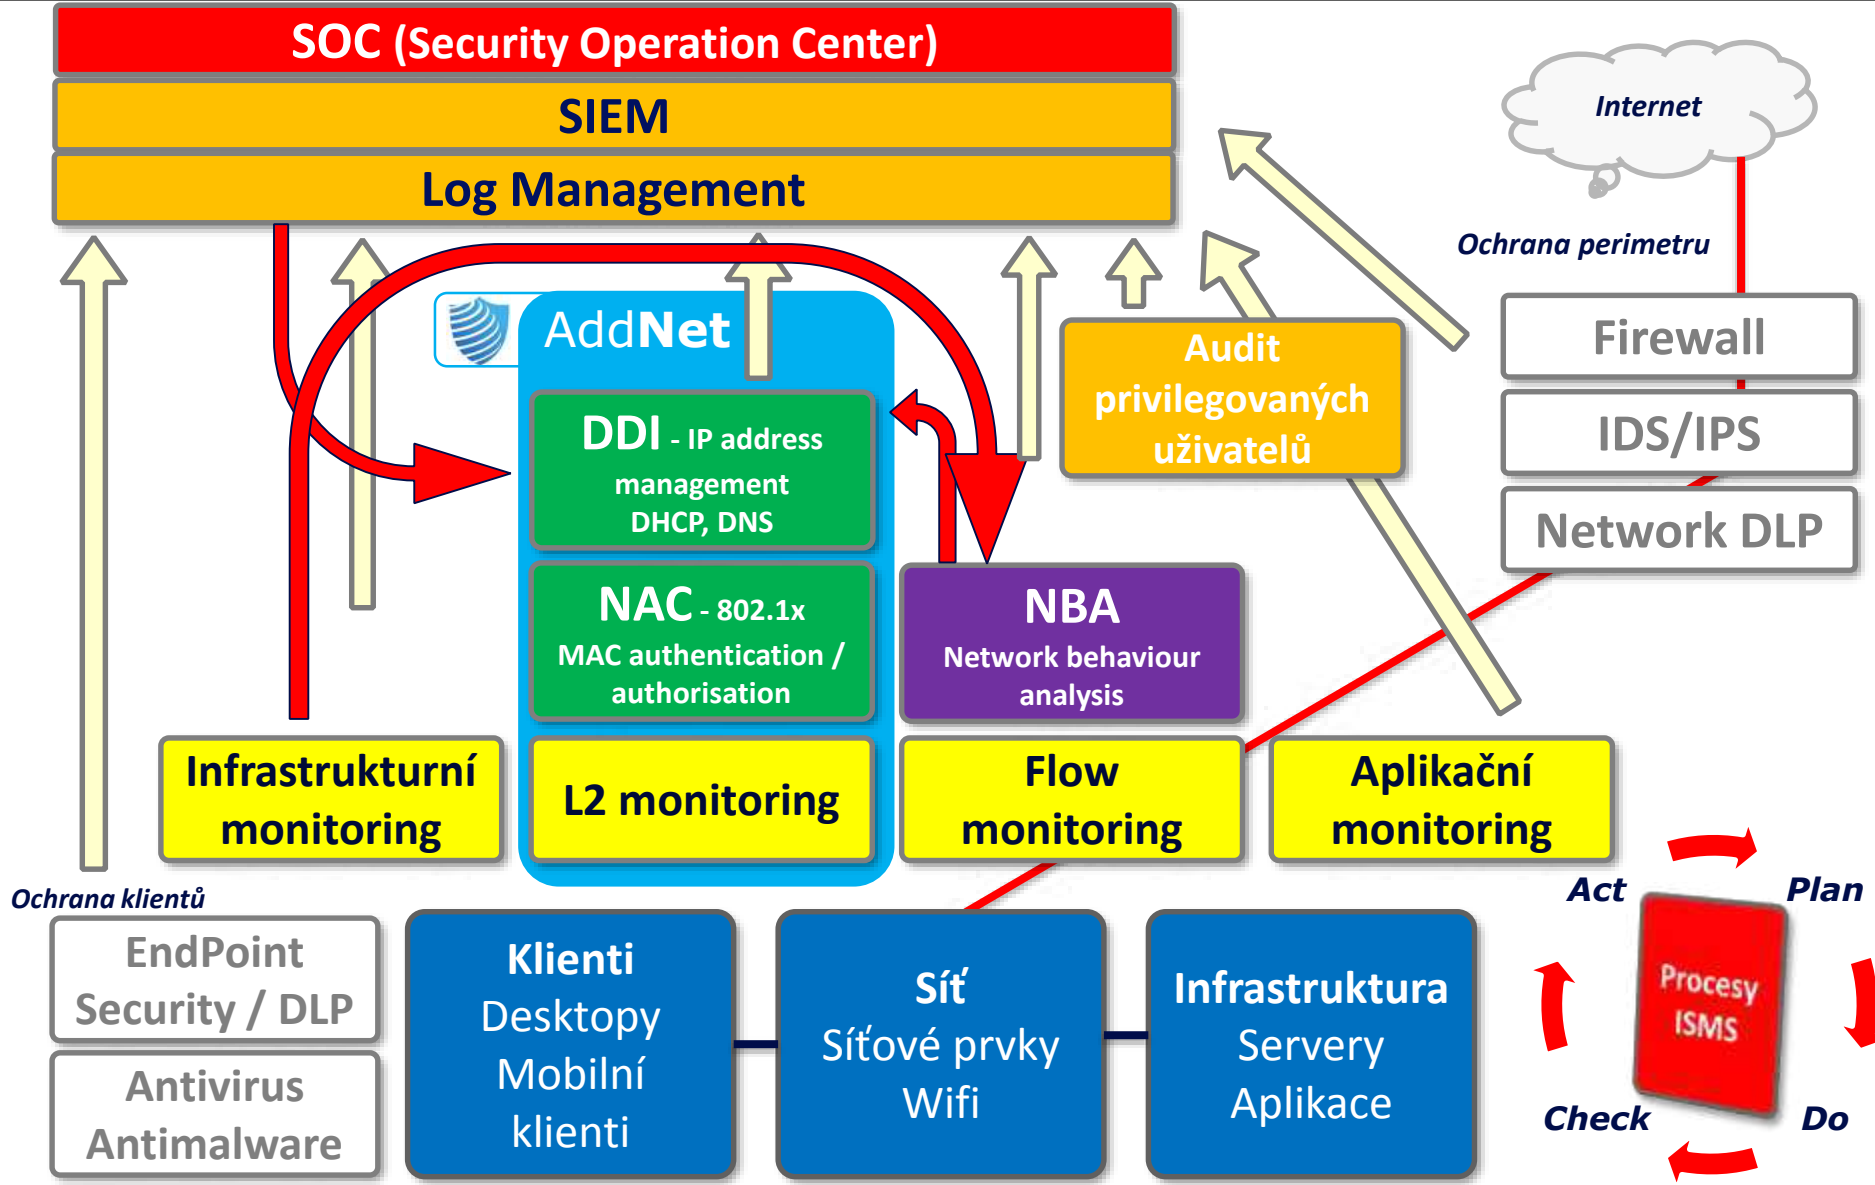 SOC (Security Operation Center)
SIEM
Log Management
Internet
Ochrana perimetru
Firewall
IDS/IPS
Network DLP
AddNet
DDI - IP address
management
DHCP, DNS
NAC - 802.1x
MAC authentication /
authorisation
Audit
privilegovaných
uživatelů
NBA
Network behaviour
analysis
Infrastrukturní
monitoring
L2 monitoring
Flow
monitoring
Aplikační
monitoring
Ochrana klientů
EndPoint
Security / DLP
Antivirus
Antimalware
Klienti
Desktopy
Mobilní
klienti
Síť
Síťové prvky
Wifi
Infrastruktura
Servery
Aplikace
Act
Plan
Procesy
ISMS
Check
Do